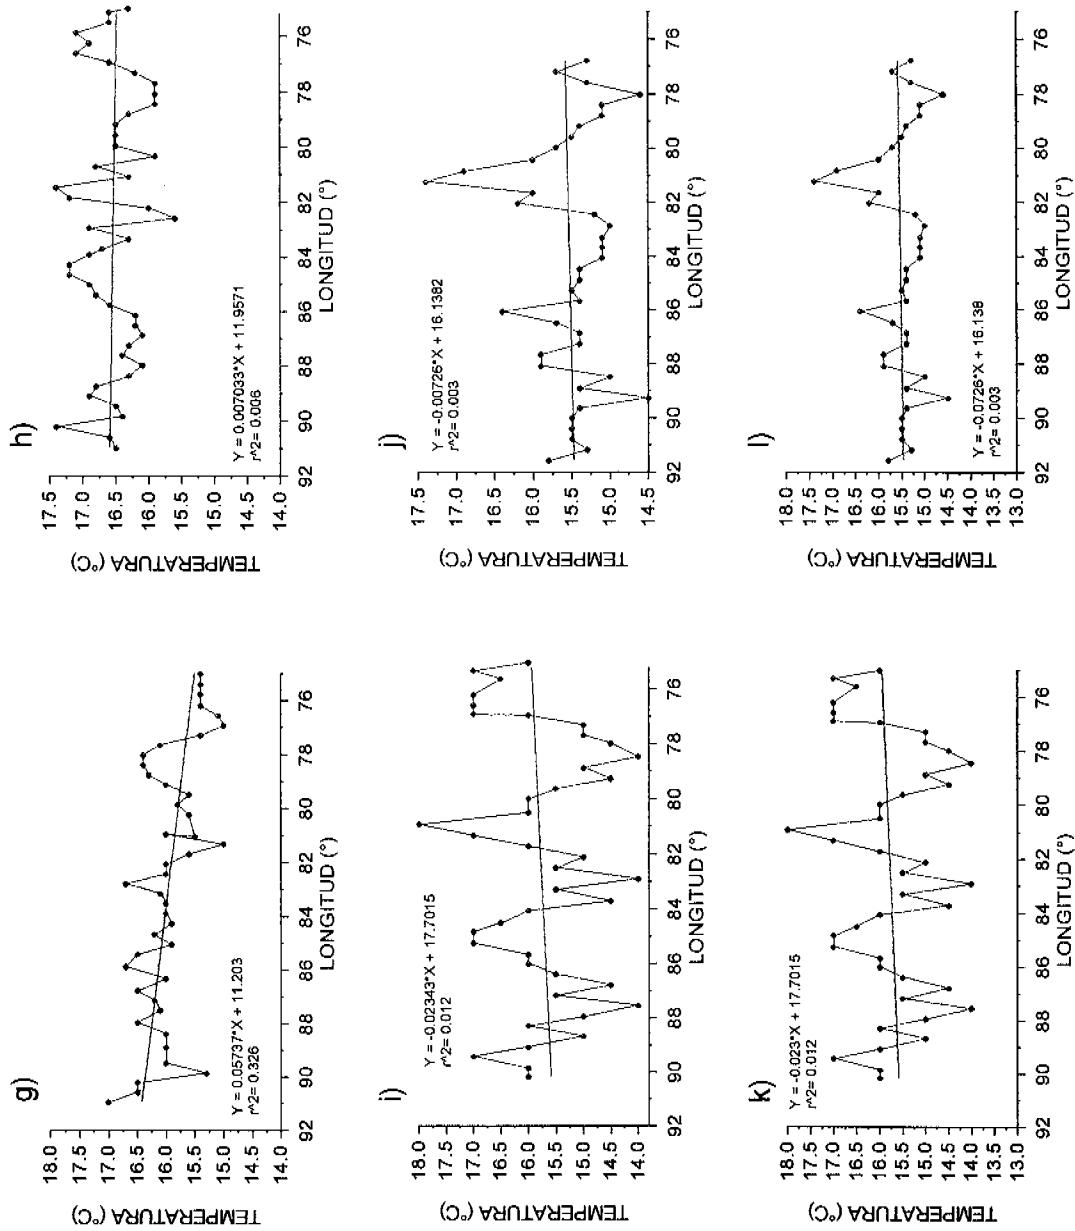 g)
TEMPERATURA (°C)
18.0
17.5
17.0
16.5
16.0
15.5
15.0
14.5
14.0
Y = 0.05737*X + 11.203
r^2= 0.326
92 90 88 86 84 82 80 78 76
LONGITUD (°)
h)
TEMPERATURA (°C)
17.5
17.0
16.5
16.0
15.5
15.0
14.5
14.0
Y = 0.007033*X + 11.9571
r^2= 0.006
92 90 88 86 84 82 80 78 76
LONGITUD (°)
i)
TEMPERATURA (°C)
18.0
17.5
17.0
16.5
16.0
15.5
15.0
14.5
14.0
Y = -0.02343*X + 17.7015
r^2= 0.012
92 90 88 86 84 82 80 78 76
LONGITUD (°)
j)
TEMPERATURA (°C)
17.5
17.0
16.5
16.0
15.5
15.0
14.5
Y = -0.00726*X + 16.1382
r^2= 0.003
92 90 88 86 84 82 80 78 76
LONGITUD (°)
k)
TEMPERATURA (°C)
18.0
17.5
17.0
16.5
16.0
15.5
15.0
14.5
14.0
13.5
13.0
Y = -0.023*X + 17.7015
r^2= 0.012
92 90 88 86 84 82 80 78 76
LONGITUD (°)
l)
TEMPERATURA (°C)
18.0
17.5
17.0
16.5
16.0
15.5
15.0
14.5
14.0
13.5
13.0
Y = -0.0726*X + 16.138
r^2= 0.003
92 90 88 86 84 82 80 78 76
LONGITUD (°)